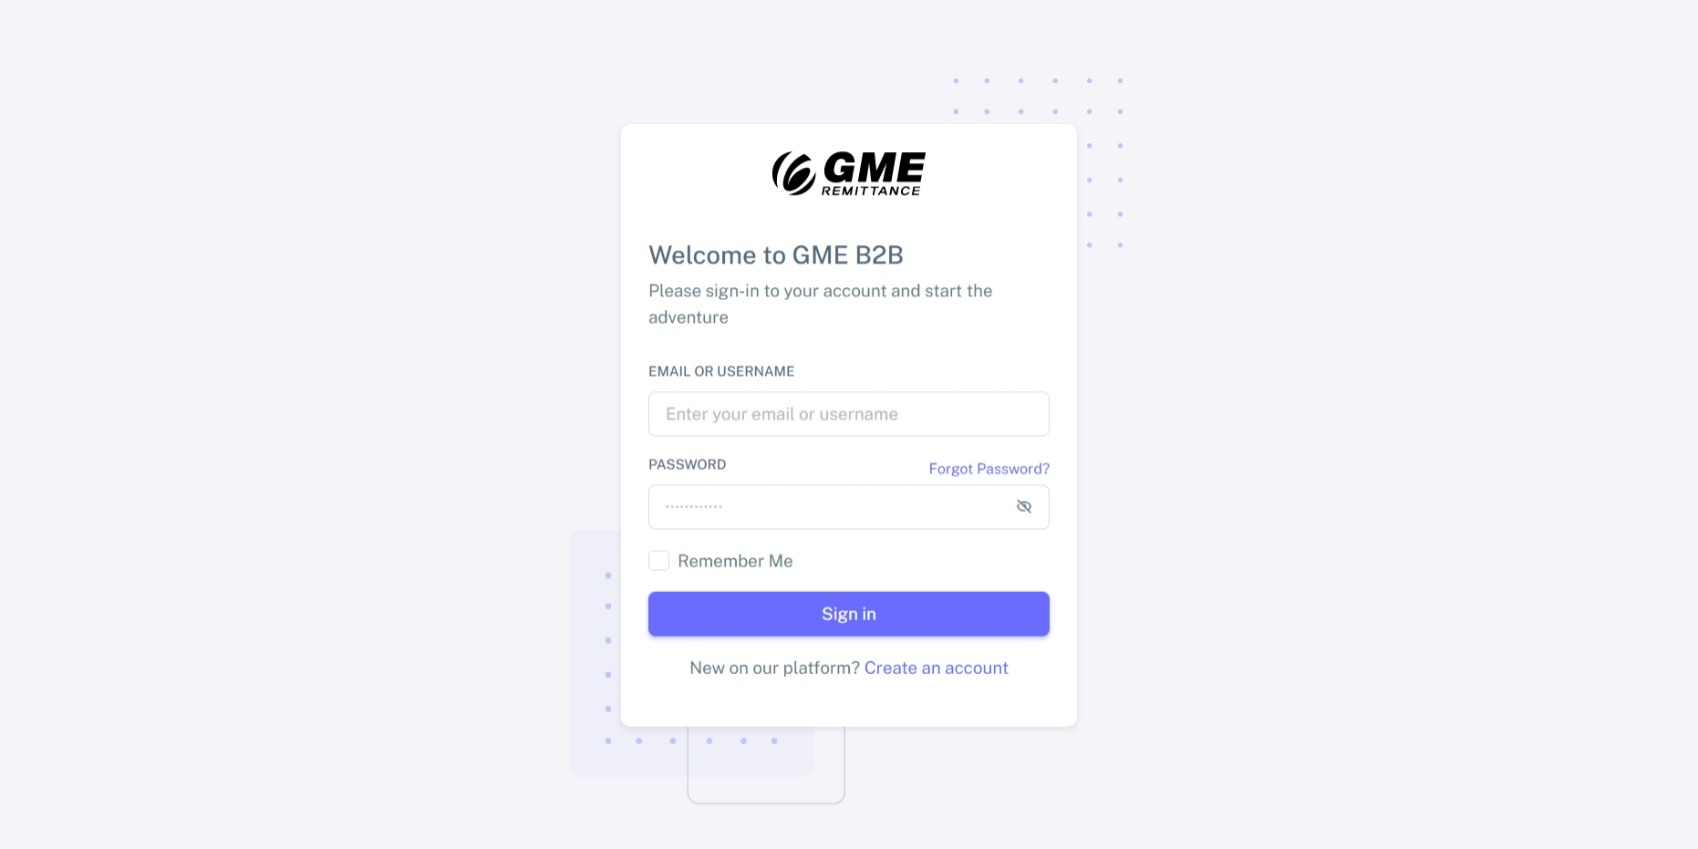 GME
REMITTANCE
Welcome to GME B2B
Please sign-in to your account and start the
adventure
EMAIL OR USERNAME
Enter your email or username
PASSWORD
Forgot Password?
············
Remember Me
Sign in
New on our platform? Create an account